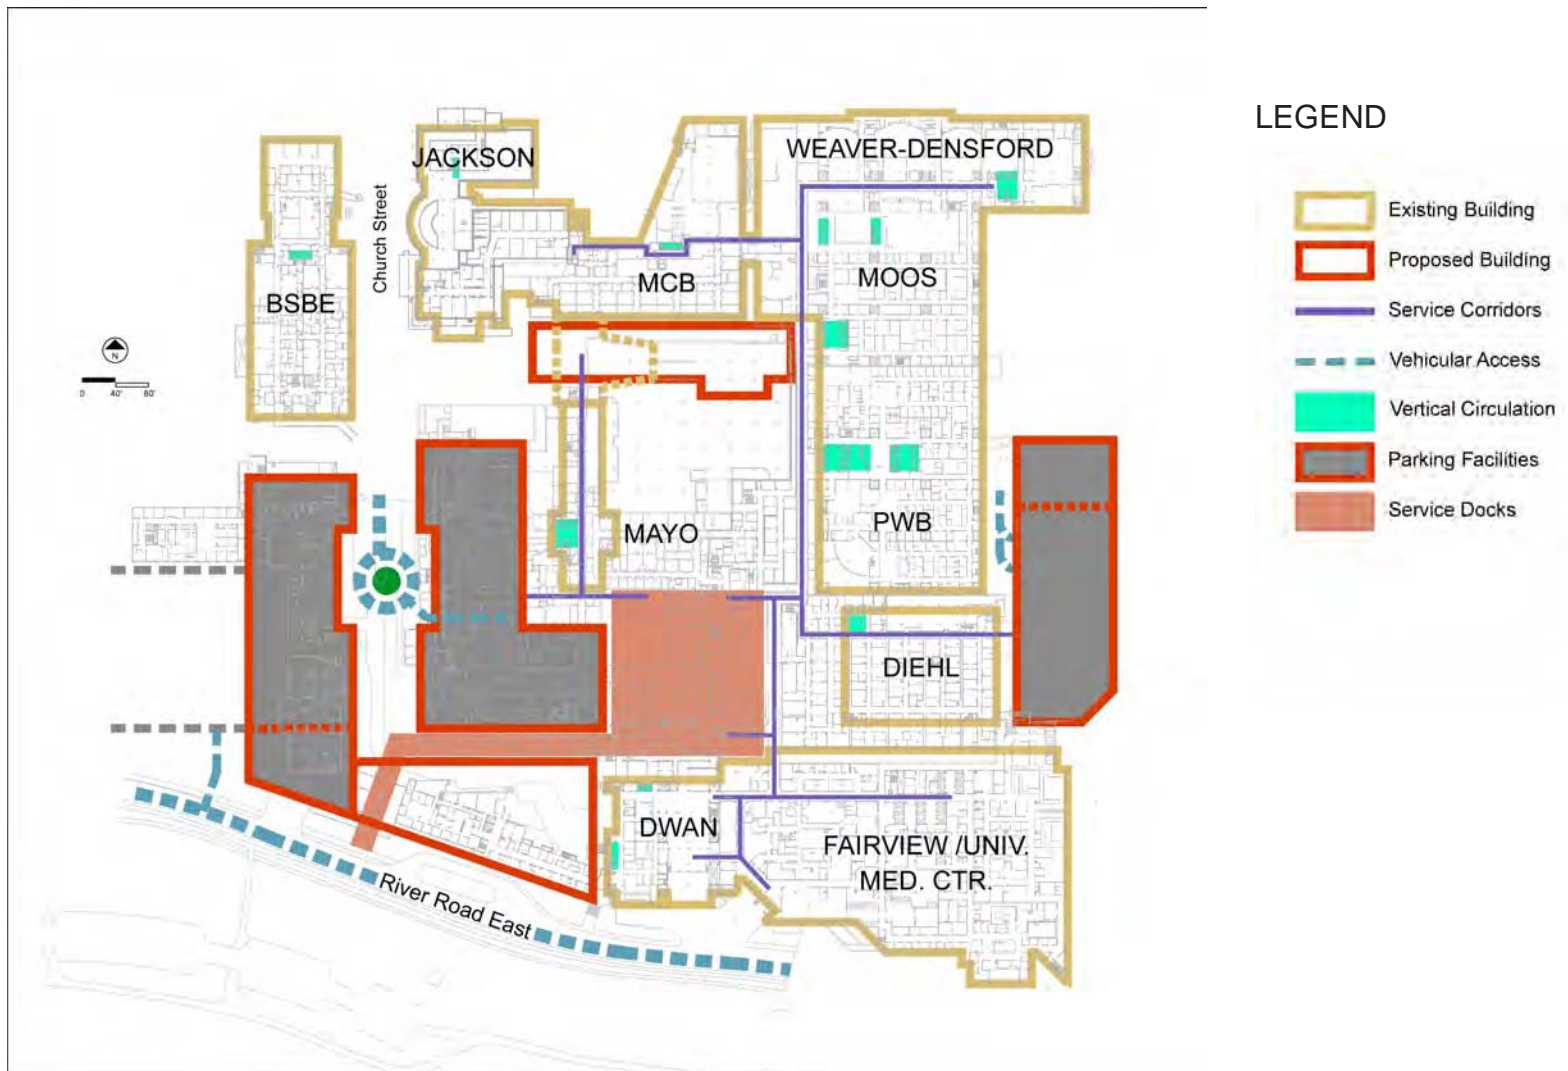 JACKSON
WEAVER-DENSFORD
Church Street
MCB
MOOS
BSBE
N
0 40' 80'
MAYO
PWB
DIEHL
DWAN
FAIRVIEW /UNIV.
MED. CTR.
River Road East
LEGEND
Existing Building
Proposed Building
Service Corridors
Vehicular Access
Vertical Circulation
Parking Facilities
Service Docks